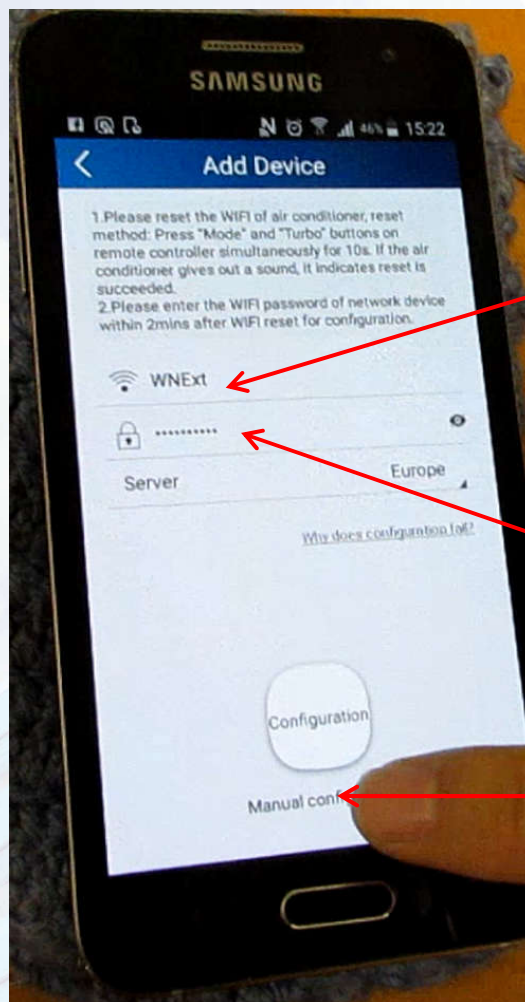 SAMSUNG
46% 15:22
Add Device
1.Please reset the WIFI of air conditioner, reset
method: Press "Mode" and "Turbo" buttons on
remote controller simultaneously for 10s. If the air
conditioner gives out a sound, it indicates reset is
succeeded.
2.Please enter the WIFI password of network device
within 2mins after WIFI reset for configuration.
WNExt
••••••••••
Server Europe
Why does configuration fail?
Configuration
Manual